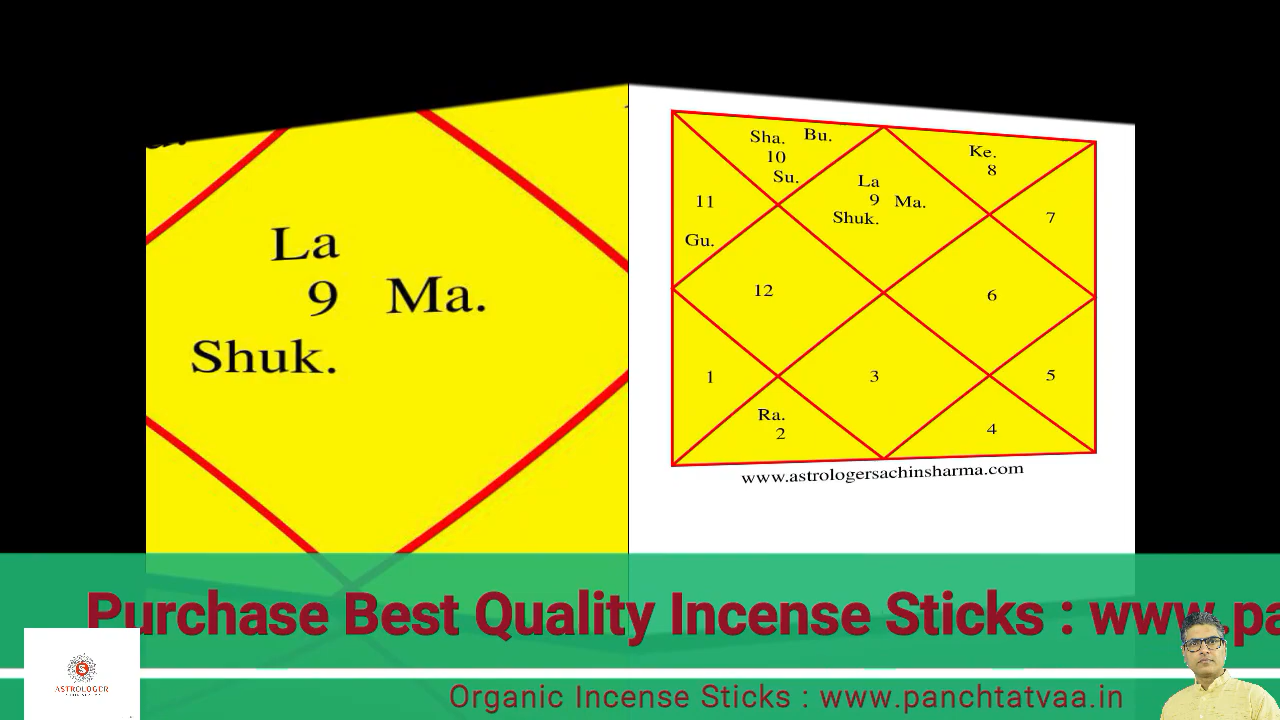 La
9 Ma.
Shuk.
Sha. Bu.
10
Su.
Ke.
8
La
9 Ma.
Shuk.
11
7
Gu.
12
6
1
3
5
Ra.
2
4
www.astrologersachinsharma.com
Purchase Best Quality Incense Sticks : www.pa
ASTROLOGER
Organic Incense Sticks : www.panchtatvaa.in